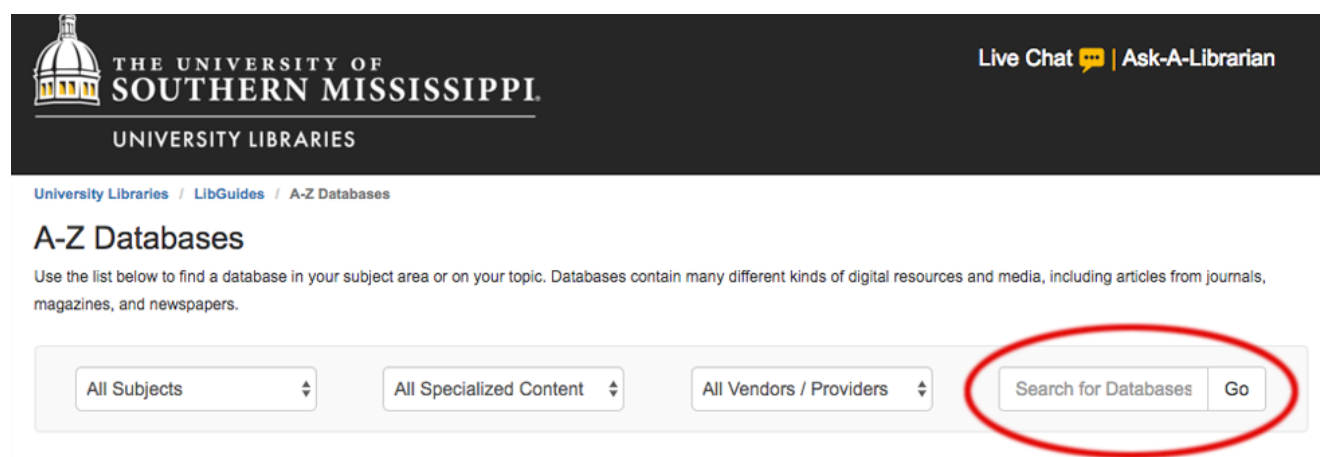 THE UNIVERSITY OF
SOUTHERN MISSISSIPPI.
UNIVERSITY LIBRARIES
Live Chat | Ask-A-Librarian
University Libraries / LibGuides / A-Z Databases
A-Z Databases
Use the list below to find a database in your subject area or on your topic. Databases contain many different kinds of digital resources and media, including articles from journals,
magazines, and newspapers.
All Subjects
All Specialized Content
All Vendors / Providers
Search for Databases
Go